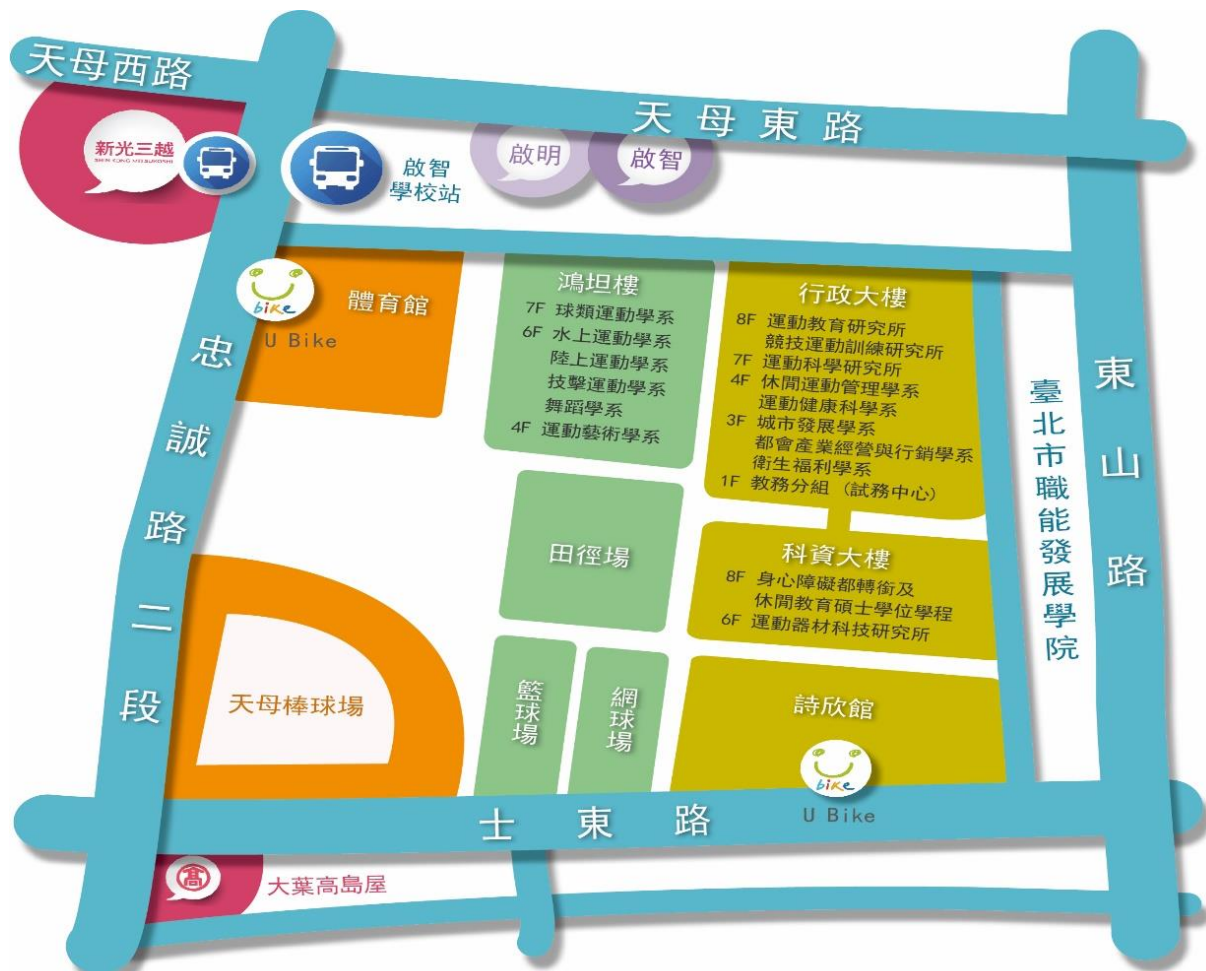 天母西路
天母東路
新光三越
SHIN KONG MITSUKOSHI
啟智
學校站
啟明
啟智
bike
U Bike
體育館
鴻坦樓
7F 球類運動學系
6F 水上運動學系
陸上運動學系
技擊運動學系
舞蹈學系
4F 運動藝術學系
行政大樓
8F 運動教育研究所
競技運動訓練研究所
7F 運動科學研究所
4F 休閒運動管理學系
運動健康科學系
3F 城市發展學系
都會產業經營與行銷學系
衛生福利學系
1F 教務分組 (試務中心)
忠誠路二段
臺北市職能發展學院
東山路
田徑場
科資大樓
8F 身心障礙都轉銜及
休閒教育碩士學位學程
6F 運動器材科技研究所
天母棒球場
籃球場
網球場
詩欣館
bike
U Bike
士東路
髙
大葉高島屋